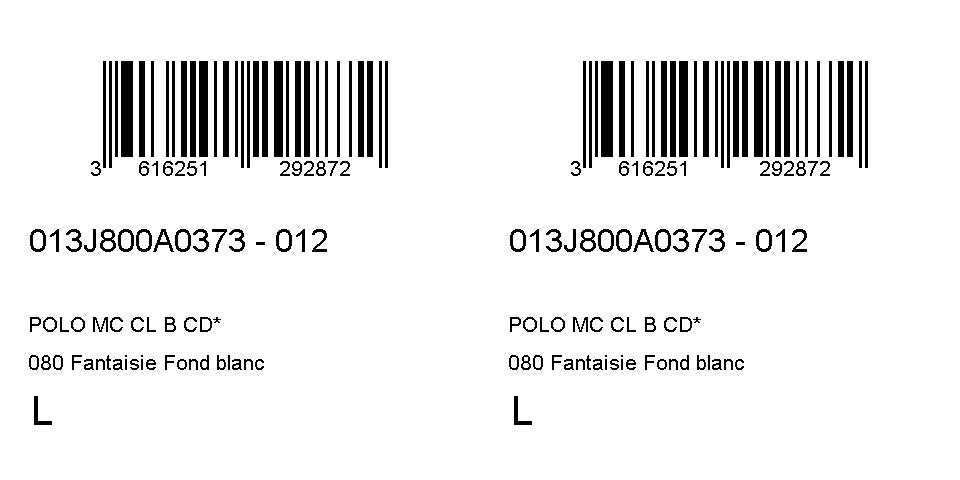 3 616251 292872
013J800A0373 - 012
POLO MC CL B CD*
080 Fantaisie Fond blanc
L
3 616251 292872
013J800A0373 - 012
POLO MC CL B CD*
080 Fantaisie Fond blanc
L